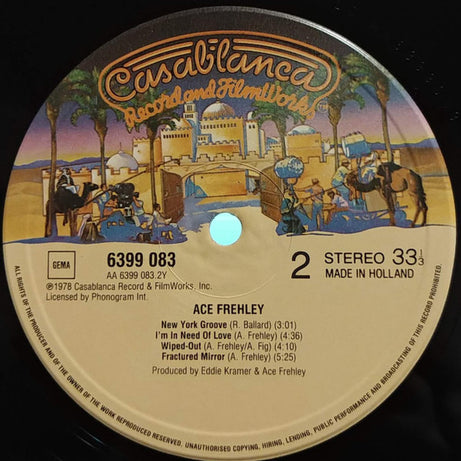 Casablanca
Record and FilmWorks
GEMA
6399 083
AA 6399 083.2Y
℗1978 Casablanca Record & FilmWorks, Inc.
Licensed by Phonogram Int.
2
STEREO 33 1/3
MADE IN HOLLAND
ACE FREHLEY
New York Groove (R. Ballard) (3:01)
I'm In Need Of Love (A. Frehley) (4:36)
Wiped-Out (A. Frehley/A. Fig) (4:10)
Fractured Mirror (A. Frehley) (5:25)
Produced by Eddie Kramer & Ace Frehley
ALL RIGHTS OF THE PRODUCER AND OF THE OWNER OF THE WORK REPRODUCED RESERVED. UNAUTHORISED COPYING, HIRING, LENDING, PUBLIC PERFORMANCE AND BROADCASTING OF THIS RECORD PROHIBITED.